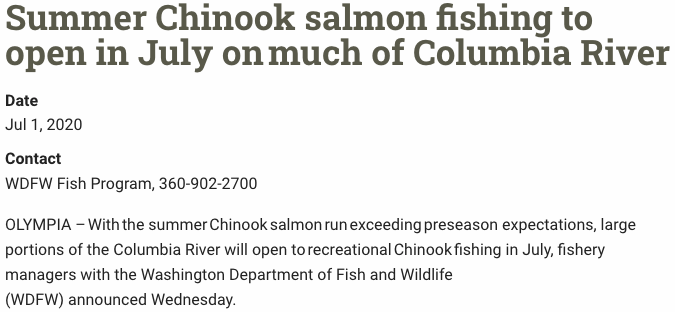 Summer Chinook salmon fishing to
open in July on much of Columbia River
Date
Jul 1, 2020
Contact
WDFW Fish Program, 360-902-2700
OLYMPIA – With the summer Chinook salmon run exceeding preseason expectations, large
portions of the Columbia River will open to recreational Chinook fishing in July, fishery
managers with the Washington Department of Fish and Wildlife
(WDFW) announced Wednesday.